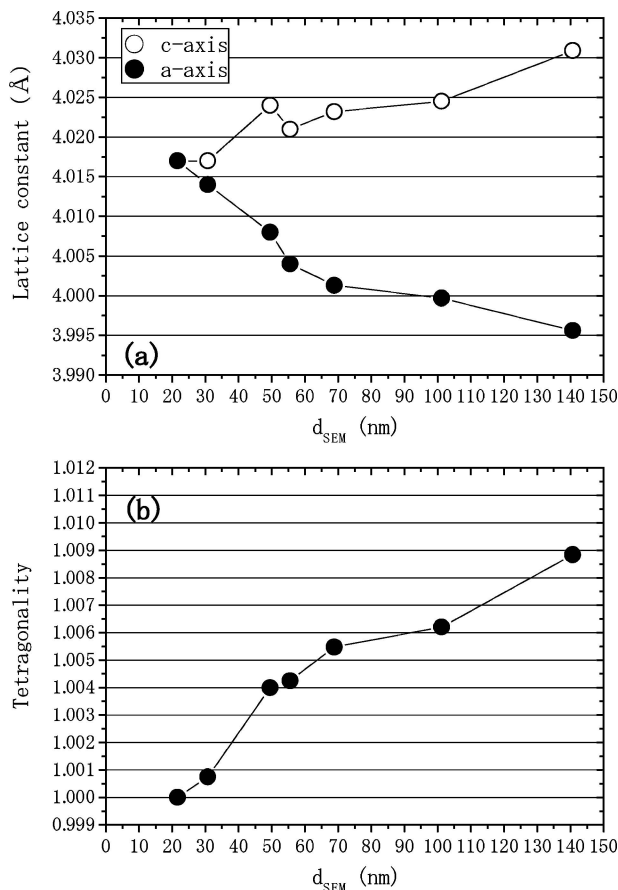 4.035
4.030
4.025
4.020
4.015
4.010
4.005
4.000
3.995
3.990
Lattice constant (Å)
c-axis
a-axis
(a)
0 10 20 30 40 50 60 70 80 90 100 110 120 130 140 150
dSEM (nm)
1.012
1.011
1.010
1.009
1.008
1.007
1.006
1.005
1.004
1.003
1.002
1.001
1.000
0.999
Tetragonality
(b)
0 10 20 30 40 50 60 70 80 90 100 110 120 130 140 150
dSEM (nm)